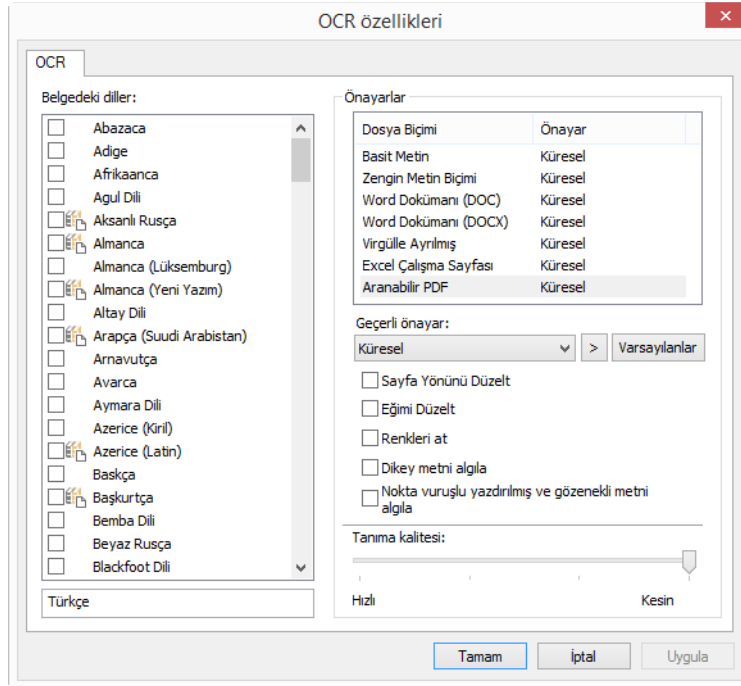 OCR özellikleri
OCR
Belgedeki diller:
Abazaca
Adige
Afrikaanca
Agul Dili
Aksanlı Rusça
Almanca
Almanca (Lüksemburg)
Almanca (Yeni Yazım)
Altay Dili
Arapça (Suudi Arabistan)
Arnavutça
Avarca
Aymara Dili
Azerice (Kiril)
Azerice (Latin)
Baskça
Başkurtça
Bemba Dili
Beyaz Rusça
Blackfoot Dili
Türkçe
Önayarlar
Dosya Biçimi Önayar
Basit Metin Küresel
Zengin Metin Biçimi Küresel
Word Dokümanı (DOC) Küresel
Word Dokümanı (DOCX) Küresel
Virgülle Ayrılmış Küresel
Excel Çalışma Sayfası Küresel
Aranabilir PDF Küresel
Geçerli önayar:
Küresel > Varsayılanlar
Sayfa Yönünü Düzelt
Eğimi Düzelt
Renkleri at
Dikey metni algıla
Nokta vuruşlu yazdırılmış ve gözenekli metni
algıla
Tanıma kalitesi:
Hızlı Kesin
Tamam İptal Uygula